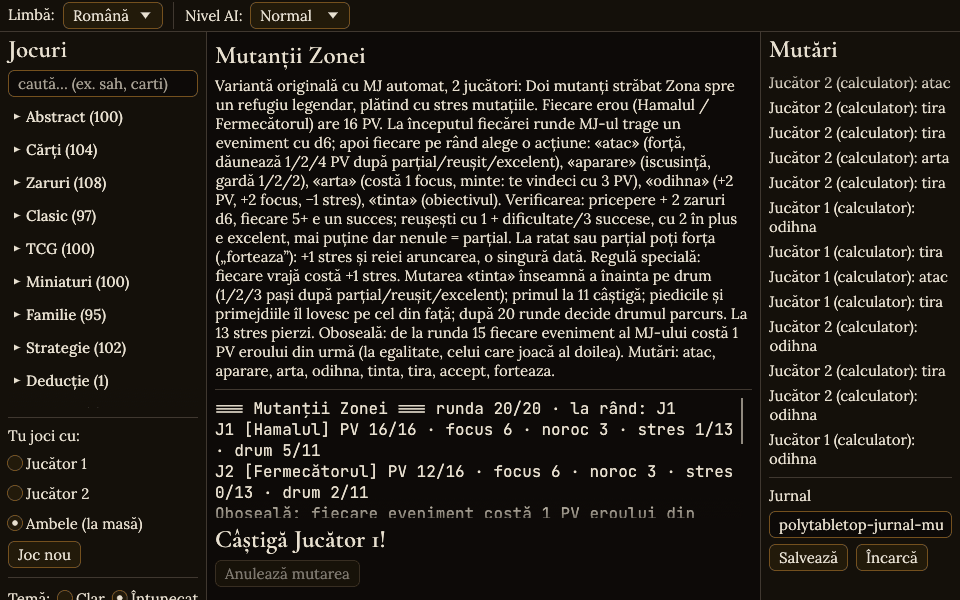 Limbă: Română ▼ Nivel AI: Normal ▼
Jocuri
caută... (ex. sah, carti)
▸ Abstract (100)
▸ Cărți (104)
▸ Zaruri (108)
▸ Clasic (97)
▸ TCG (100)
▸ Miniaturi (100)
▸ Familie (95)
▸ Strategie (102)
▸ Deducție (1)
Tu joci cu:
Jucător 1
Jucător 2
Ambele (la masă)
Joc nou
Temă: Clar Întunecat
Mutanții Zonei
Variantă originală cu MJ automat, 2 jucători: Doi mutanți străbat Zona spre
un refugiu legendar, plătind cu stres mutațiile. Fiecare erou (Hamalul /
Fermecătorul) are 16 PV. La începutul fiecărei runde MJ-ul trage un
eveniment cu d6; apoi fiecare pe rând alege o acțiune: «atac» (forță,
dăunează 1/2/4 PV după parțial/reușit/excelent), «aparare» (iscusință,
gardă 1/2/2), «arta» (costă 1 focus, minte: te vindeci cu 3 PV), «odihna» (+2
PV, +2 focus, −1 stres), «tinta» (obiectivul). Verificarea: pricepere + 2 zaruri
d6, fiecare 5+ e un succes; reușești cu 1 + dificultate/3 succese, cu 2 în plus
e excelent, mai puține dar nenule = parțial. La ratat sau parțial poți forța
(„forteaza”): +1 stres și reiei aruncarea, o singură dată. Regulă specială:
fiecare vrajă costă +1 stres. Mutarea «tinta» înseamnă a înainta pe drum
(1/2/3 pași după parțial/reușit/excelent); primul la 11 câștigă; piedicile și
primejdiile îl lovesc pe cel din față; după 20 runde decide drumul parcurs. La
13 stres pierzi. Oboseală: de la runda 15 fiecare eveniment al MJ-ului costă 1
PV eroului din urmă (la egalitate, celui care joacă al doilea). Mutări: atac,
aparare, arta, odihna, tinta, tira, accept, forteaza.
═══ Mutanții Zonei ═══ runda 20/20 · la rând: J1
J1 [Hamalul] PV 16/16 · focus 6 · noroc 3 · stres 1/13
· drum 5/11
J2 [Fermecătorul] PV 12/16 · focus 6 · noroc 3 · stres
0/13 · drum 2/11
Oboseală: fiecare eveniment costă 1 PV eroului din
Câștigă Jucător 1!
Anulează mutarea
Mutări
Jucător 2 (calculator): atac
Jucător 2 (calculator): tira
Jucător 2 (calculator): tira
Jucător 2 (calculator): arta
Jucător 2 (calculator): tira
Jucător 1 (calculator):
odihna
Jucător 1 (calculator): tira
Jucător 1 (calculator): atac
Jucător 1 (calculator): tira
Jucător 2 (calculator):
odihna
Jucător 2 (calculator): tira
Jucător 2 (calculator):
odihna
Jucător 1 (calculator):
odihna
Jurnal
polytabletop-jurnal-mu
Salvează Încarcă